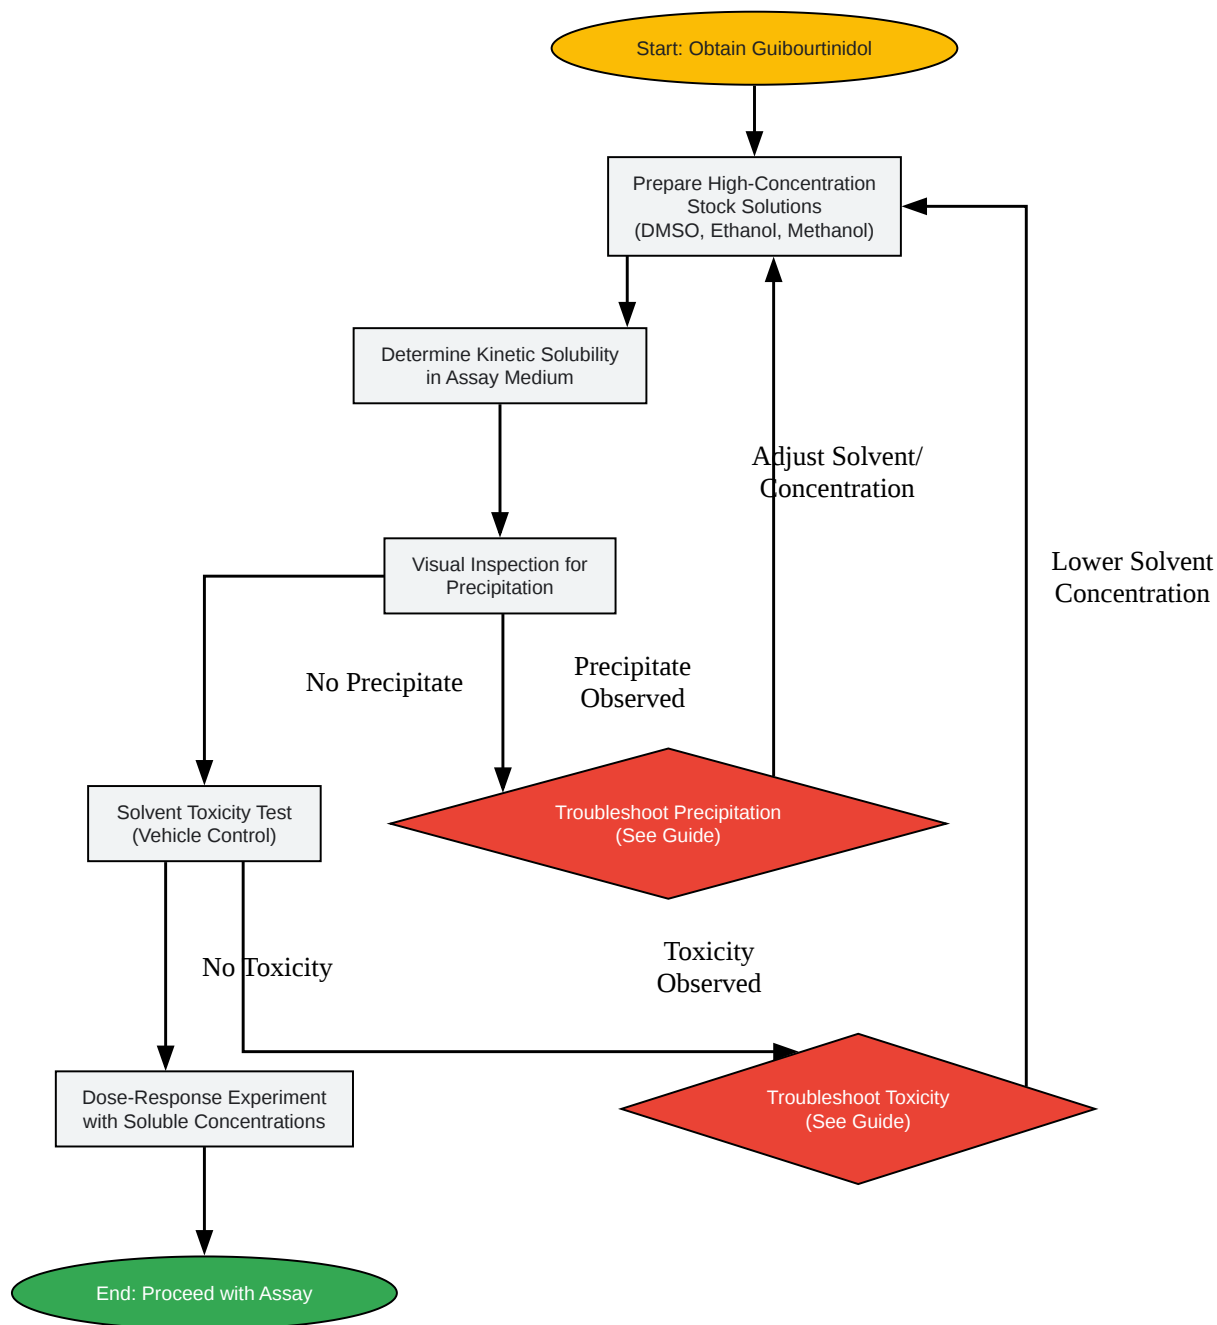 Start: Obtain Guibourtinidol
Prepare High-Concentration
Stock Solutions
(DMSO, Ethanol, Methanol)
Determine Kinetic Solubility
in Assay Medium
Adjust Solvent/
Concentration
Visual Inspection for
Precipitation
Lower Solvent
Concentration
No Precipitate
Precipitate
Observed
Solvent Toxicity Test
(Vehicle Control)
Troubleshoot Precipitation
(See Guide)
No Toxicity
Toxicity
Observed
Dose-Response Experiment
with Soluble Concentrations
Troubleshoot Toxicity
(See Guide)
End: Proceed with Assay